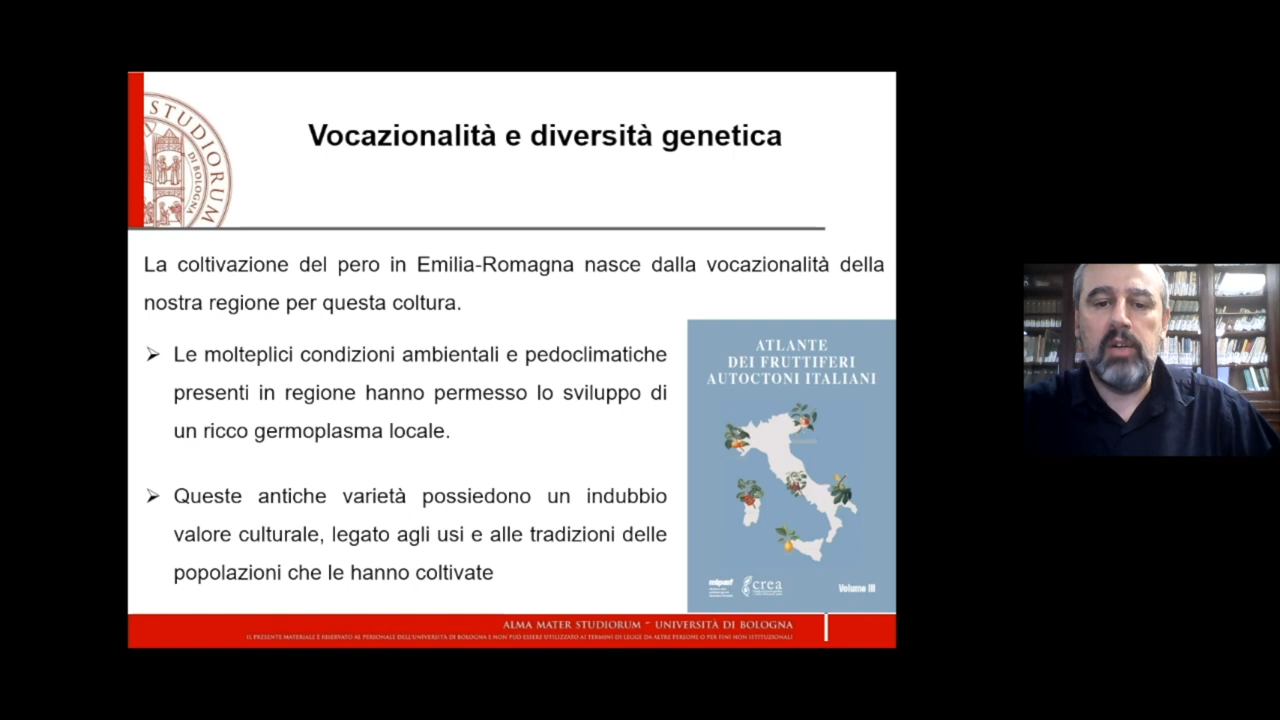 STUDIORUM
DI BOLOGNA
Vocazionalità e diversità genetica
La coltivazione del pero in Emilia-Romagna nasce dalla vocazionalità della
nostra regione per questa coltura.
➢ Le molteplici condizioni ambientali e pedoclimatiche
presenti in regione hanno permesso lo sviluppo di
un ricco germoplasma locale.
➢ Queste antiche varietà possiedono un indubbio
valore culturale, legato agli usi e alle tradizioni delle
popolazioni che le hanno coltivate
ATLANTE
DEI FRUTTIFERI
AUTOCTONI ITALIANI
mipaaf
crea
Volume III
ALMA MATER STUDIORUM ~ UNIVERSITÀ DI BOLOGNA
IL PRESENTE MATERIALE È RISERVATO AL PERSONALE DELL'UNIVERSITÀ DI BOLOGNA E NON PUÒ ESSERE UTILIZZATO AI TERMINI DI LEGGE DA ALTRE PERSONE O PER FINI NON ISTITUZIONALI